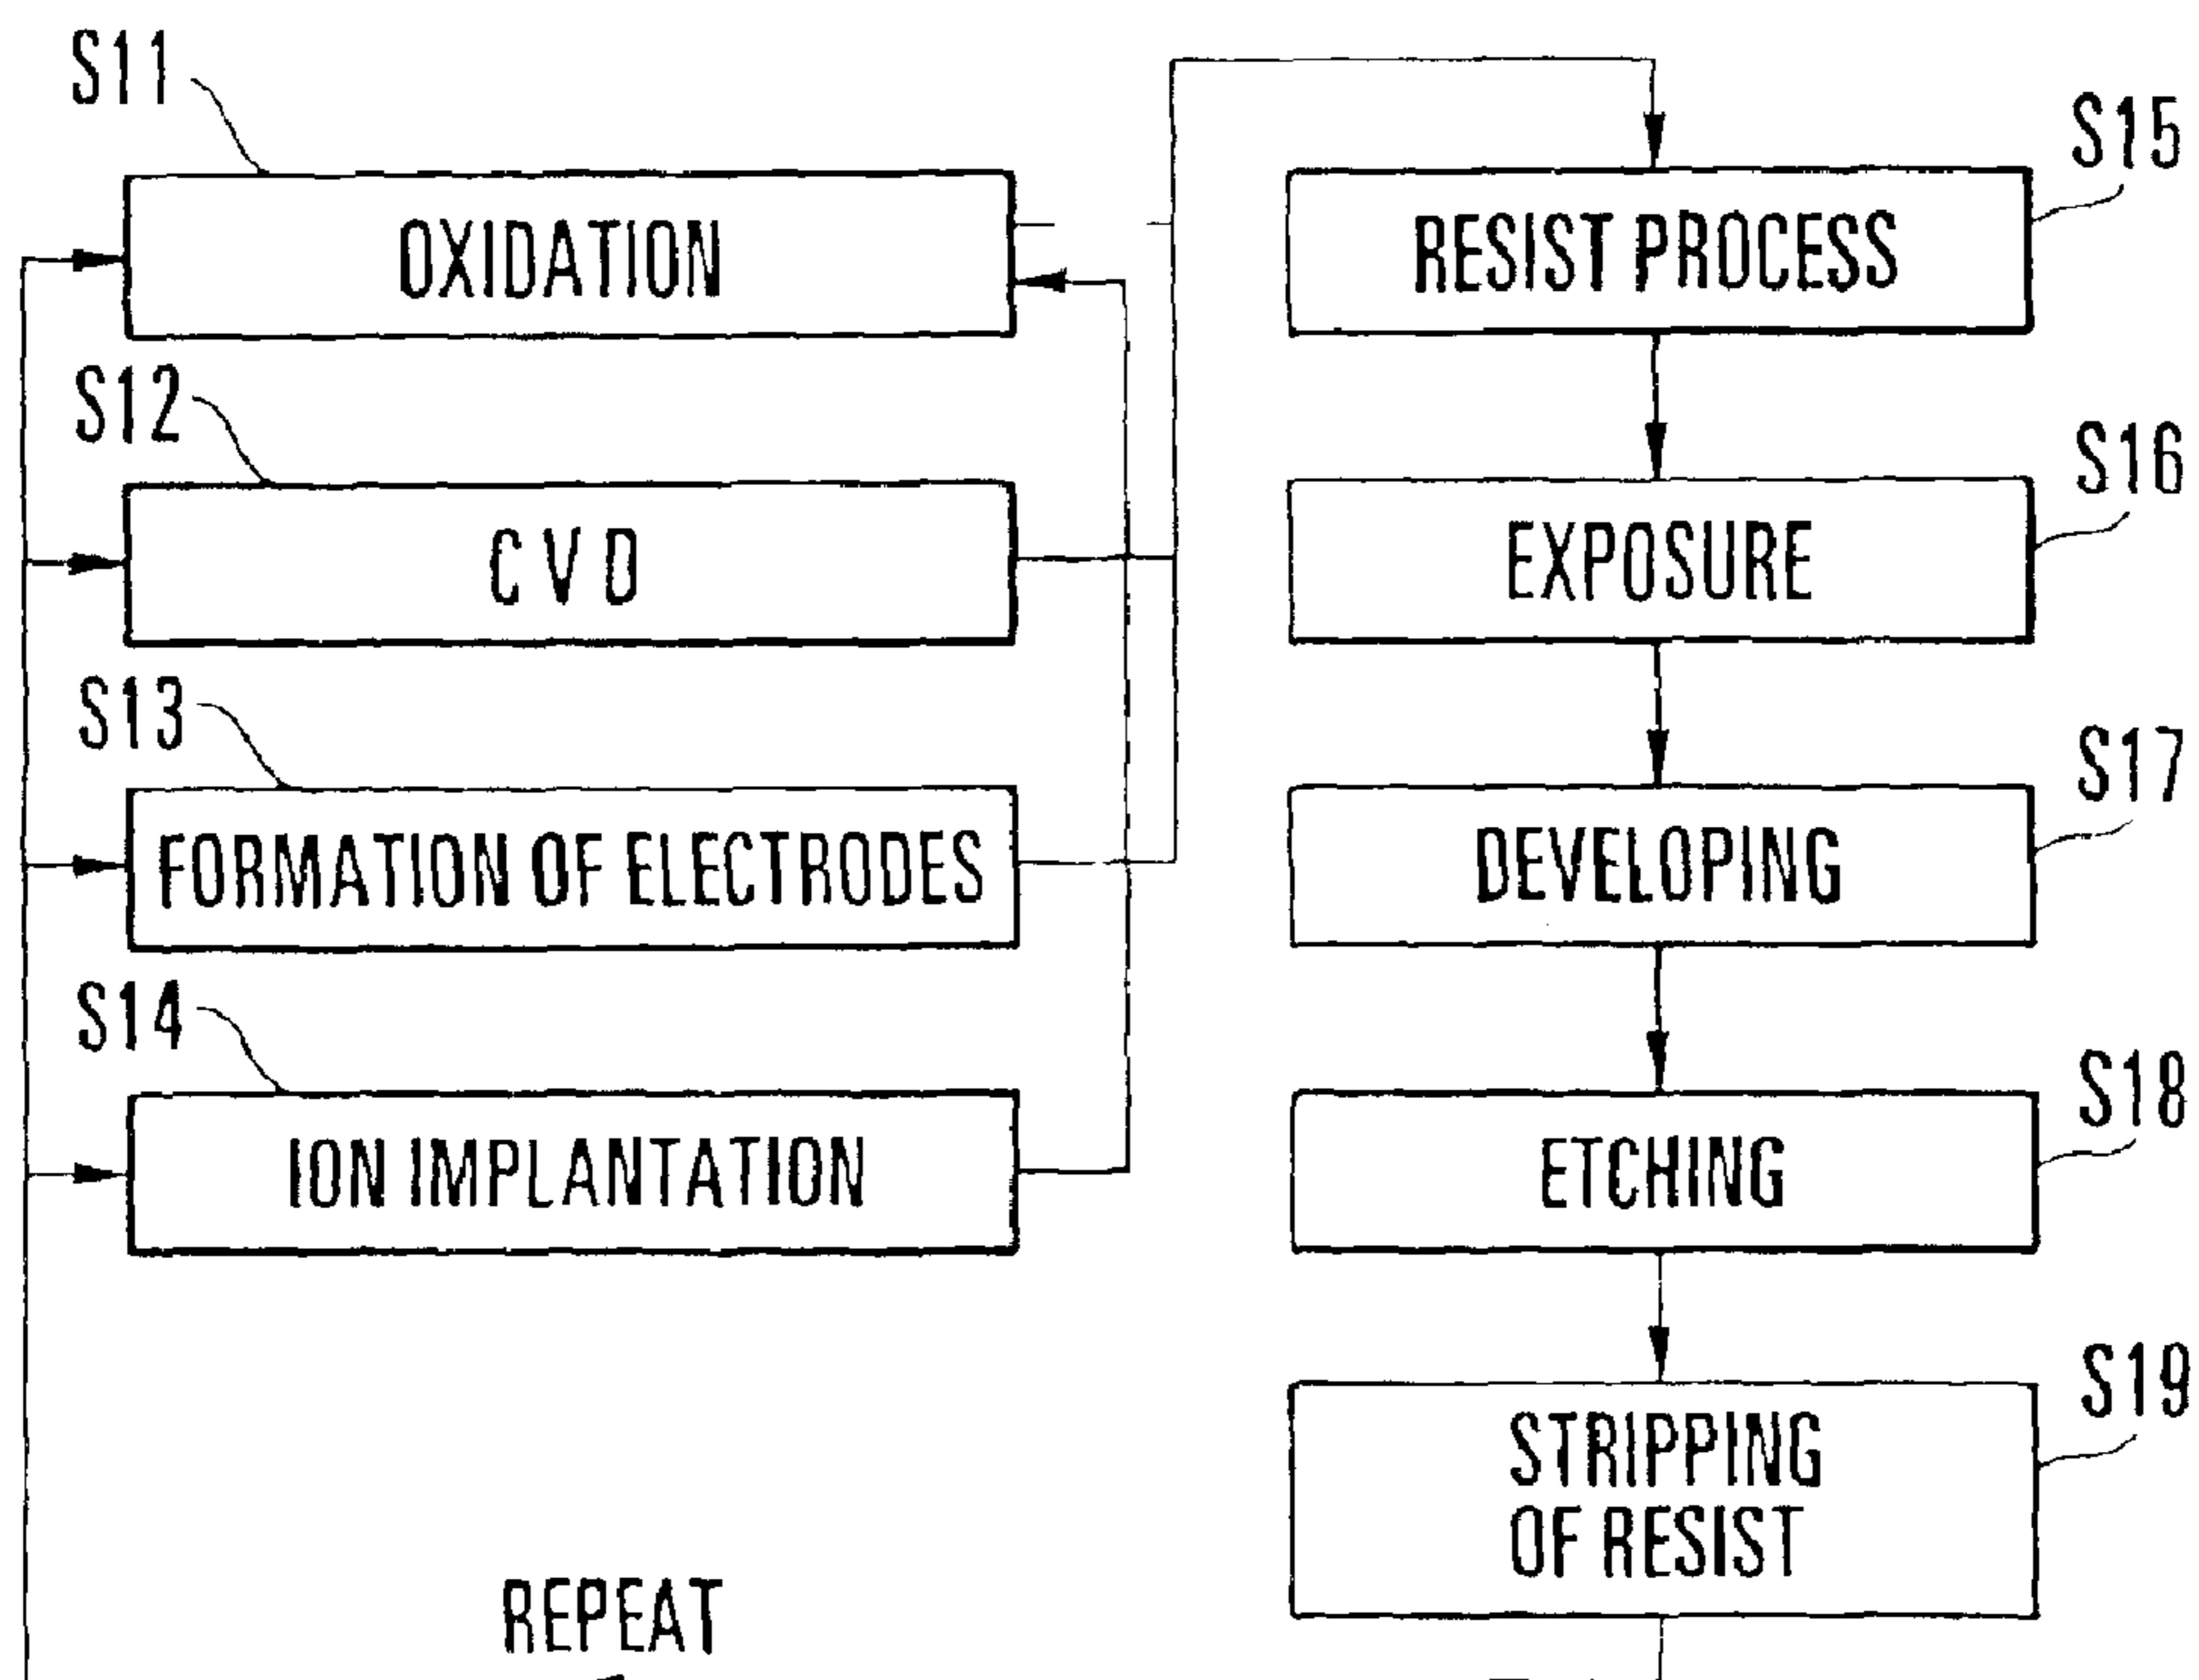 S11
OXIDATION
S12
CVD
S13
FORMATION OF ELECTRODES
S14
ION IMPLANTATION
REPEAT
S15
RESIST PROCESS
S16
EXPOSURE
S17
DEVELOPING
S18
ETCHING
S19
STRIPPING
OF RESIST